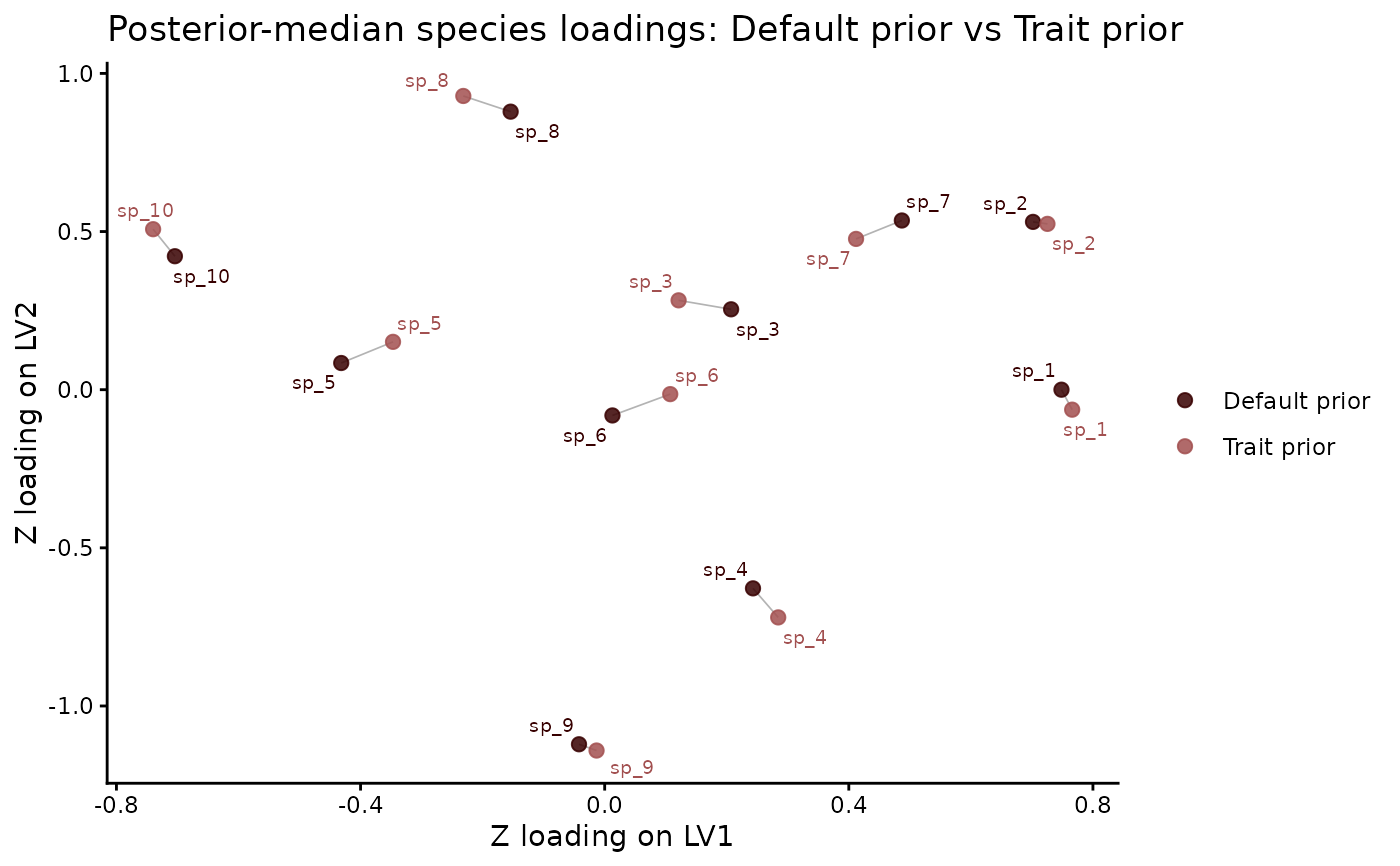 Posterior-median species loadings: Default prior vs Trait prior
1.0
sp_8
sp_8
sp_10
sp_10
0.5
sp_7
sp_7
sp_2
sp_2
sp_3
sp_3
sp_5
sp_5
sp_6
sp_6
sp_1
sp_1
0.0
Z loading on LV2
Default prior
Trait prior
-0.5
sp_4
sp_4
-1.0
sp_9
sp_9
-0.8
-0.4
0.0
0.4
0.8
Z loading on LV1